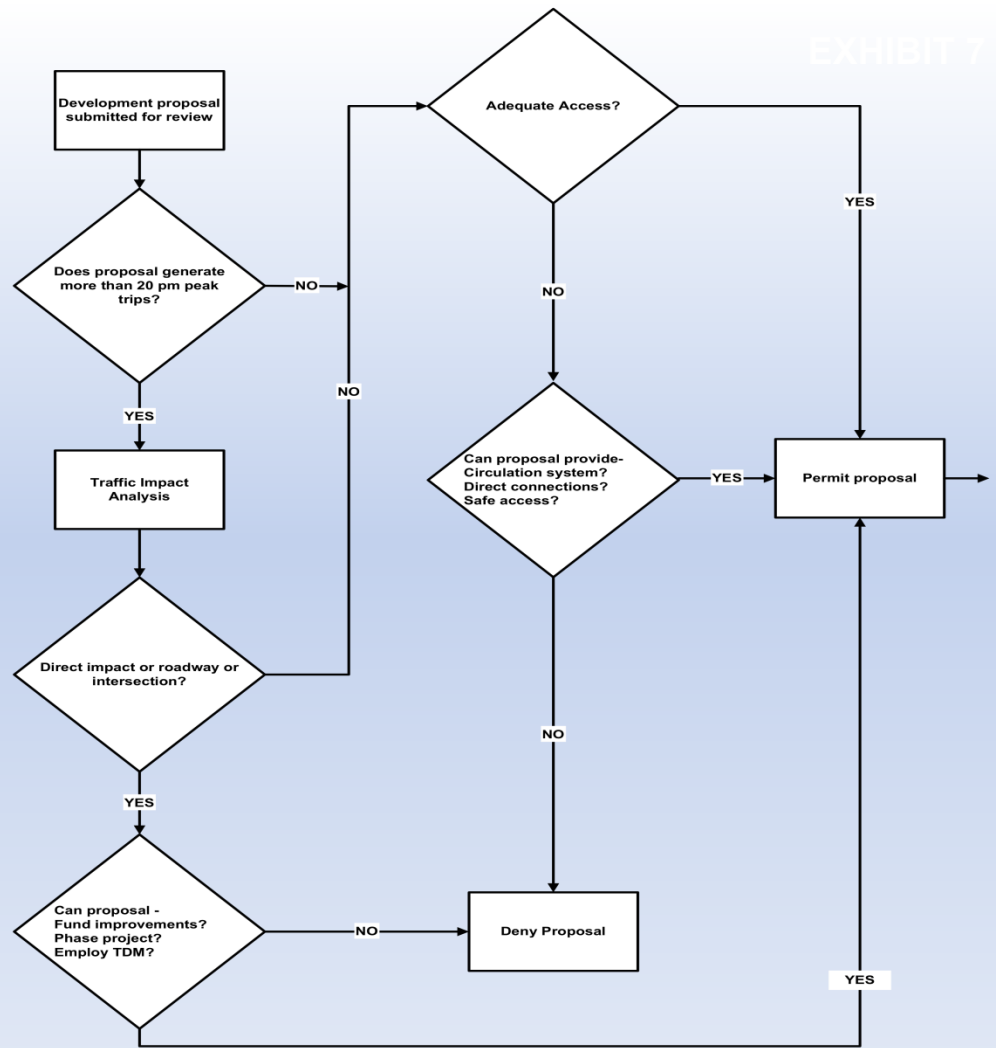 EXHIBIT 7
Development proposal
submitted for review
Adequate Access?
YES
Does proposal generate
more than 20 pm peak
trips?
NO
NO
NO
YES
Traffic Impact
Analysis
Can proposal provide-
Circulation system?
Direct connections?
Safe access?
YES
Permit proposal
Direct impact or roadway or
intersection?
NO
YES
Can proposal -
Fund improvements?
Phase project?
Employ TDM?
NO
Deny Proposal
YES